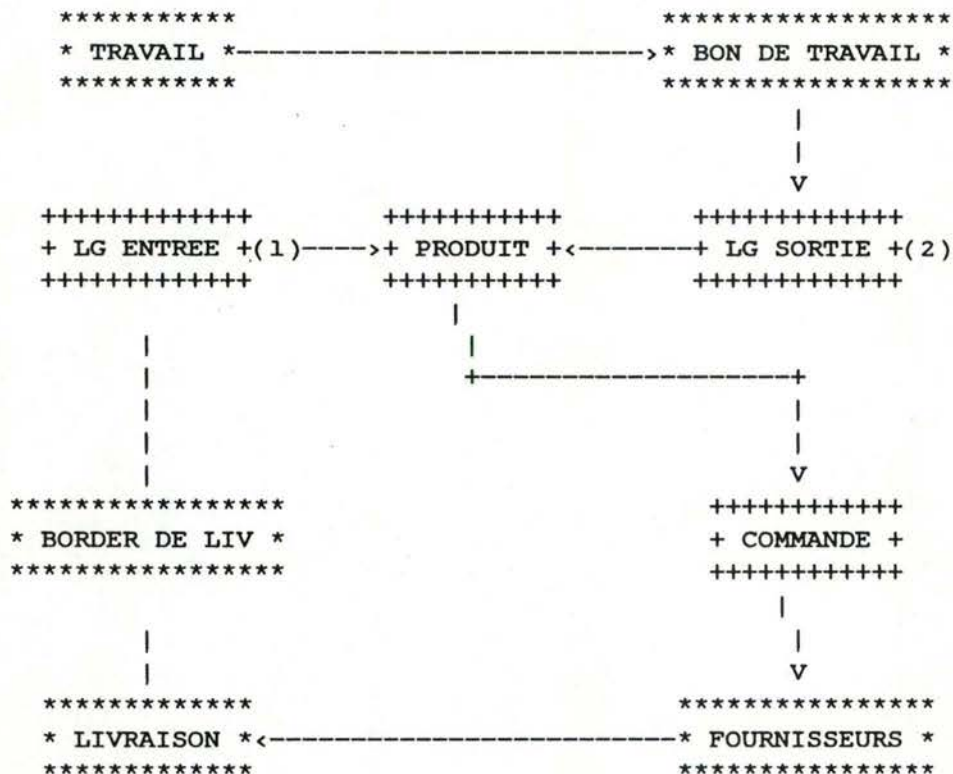 ***********                          ******************
* TRAVAIL *------------------------->* BON DE TRAVAIL *
***********                          ******************
|
|
V
+++++++++++++        +++++++++++        +++++++++++++
+ LG ENTREE +(1)---->+ PRODUIT +<-------+ LG SORTIE +(2)
+++++++++++++        +++++++++++        +++++++++++++
|
| |
| +--------------------+
| |
| |
| V
***************** ++++++++++++
* BORDER DE LIV * + COMMANDE +
***************** ++++++++++++
|
| |
| V
************* ****************
* LIVRAISON *<-------------------------* FOURNISSEURS *
************* ****************